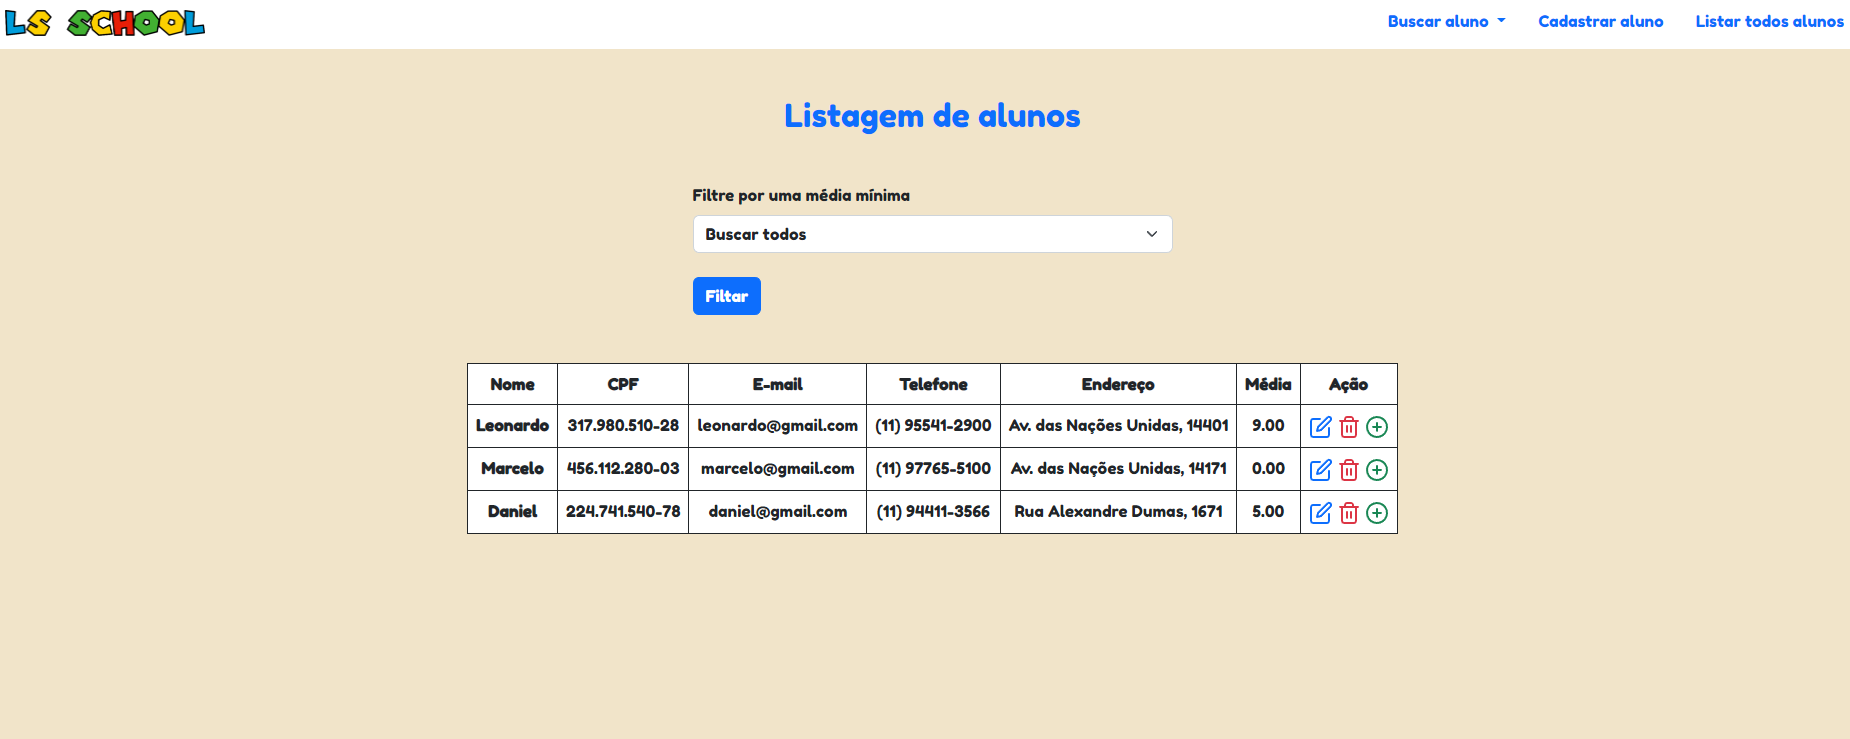 LS SCHOOL
Buscar aluno Cadastrar aluno Listar todos alunos
Listagem de alunos
Filtre por uma média mínima
Buscar todos
Filtar
Nome CPF E-mail Telefone Endereço Média Ação
Leonardo 317.980.510-28 leonardo@gmail.com (11) 95541-2900 Av. das Nações Unidas, 14401 9.00
Marcelo 456.112.280-03 marcelo@gmail.com (11) 97765-5100 Av. das Nações Unidas, 14171 0.00
Daniel 224.741.540-78 daniel@gmail.com (11) 94411-3566 Rua Alexandre Dumas, 1671 5.00